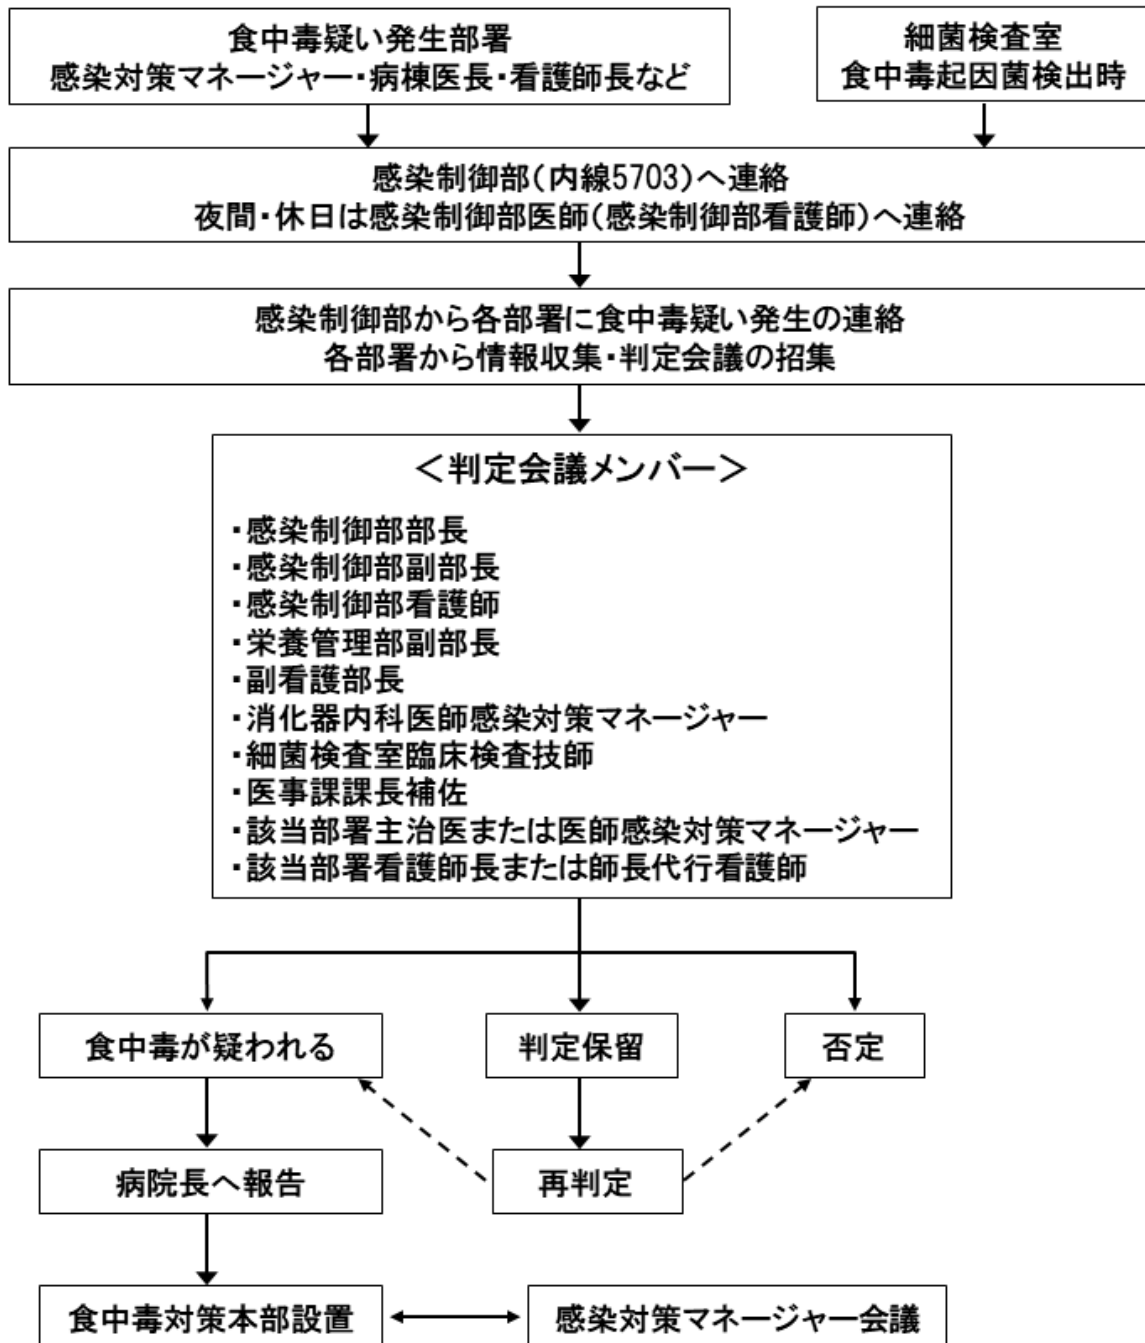 食中毒疑い発生部署
感染対策マネージャー・病棟医長・看護師長など
細菌検査室
食中毒起因菌検出時
感染制御部(内線5703)へ連絡
夜間・休日は感染制御部医師(感染制御部看護師)へ連絡
感染制御部から各部署に食中毒疑い発生の連絡
各部署から情報収集・判定会議の招集
＜判定会議メンバー＞
・感染制御部部長
・感染制御部副部長
・感染制御部看護師
・栄養管理部副部長
・副看護部長
・消化器内科医師感染対策マネージャー
・細菌検査室臨床検査技師
・医事課課長補佐
・該当部署主治医または医師感染対策マネージャー
・該当部署看護師長または師長代行看護師
食中毒が疑われる
判定保留
否定
病院長へ報告
再判定
食中毒対策本部設置
感染対策マネージャー会議